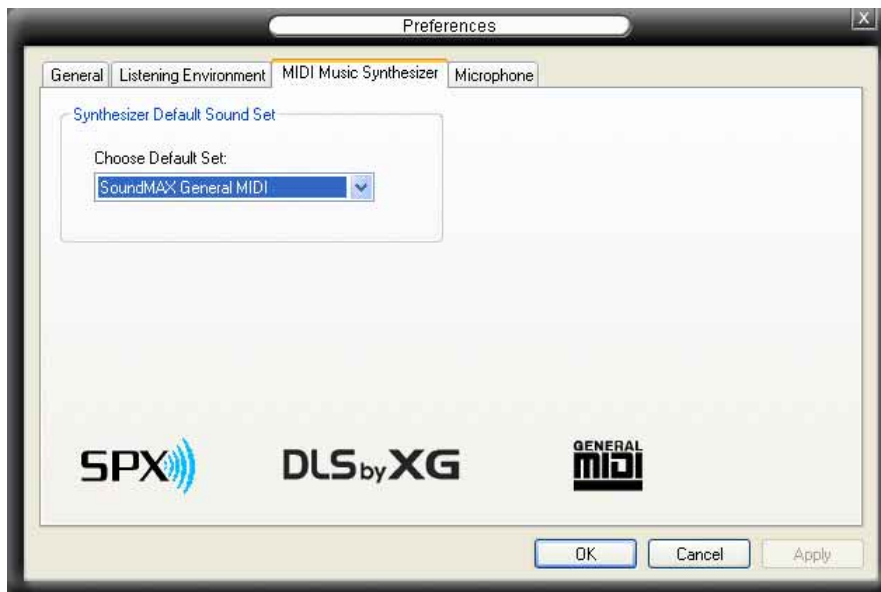 Preferences
X
General Listening Environment MIDI Music Synthesizer Microphone
Synthesizer Default Sound Set
Choose Default Set:
SoundMAX General MIDI
SPX DLSbyXG GENERAL MIDI
OK Cancel Apply